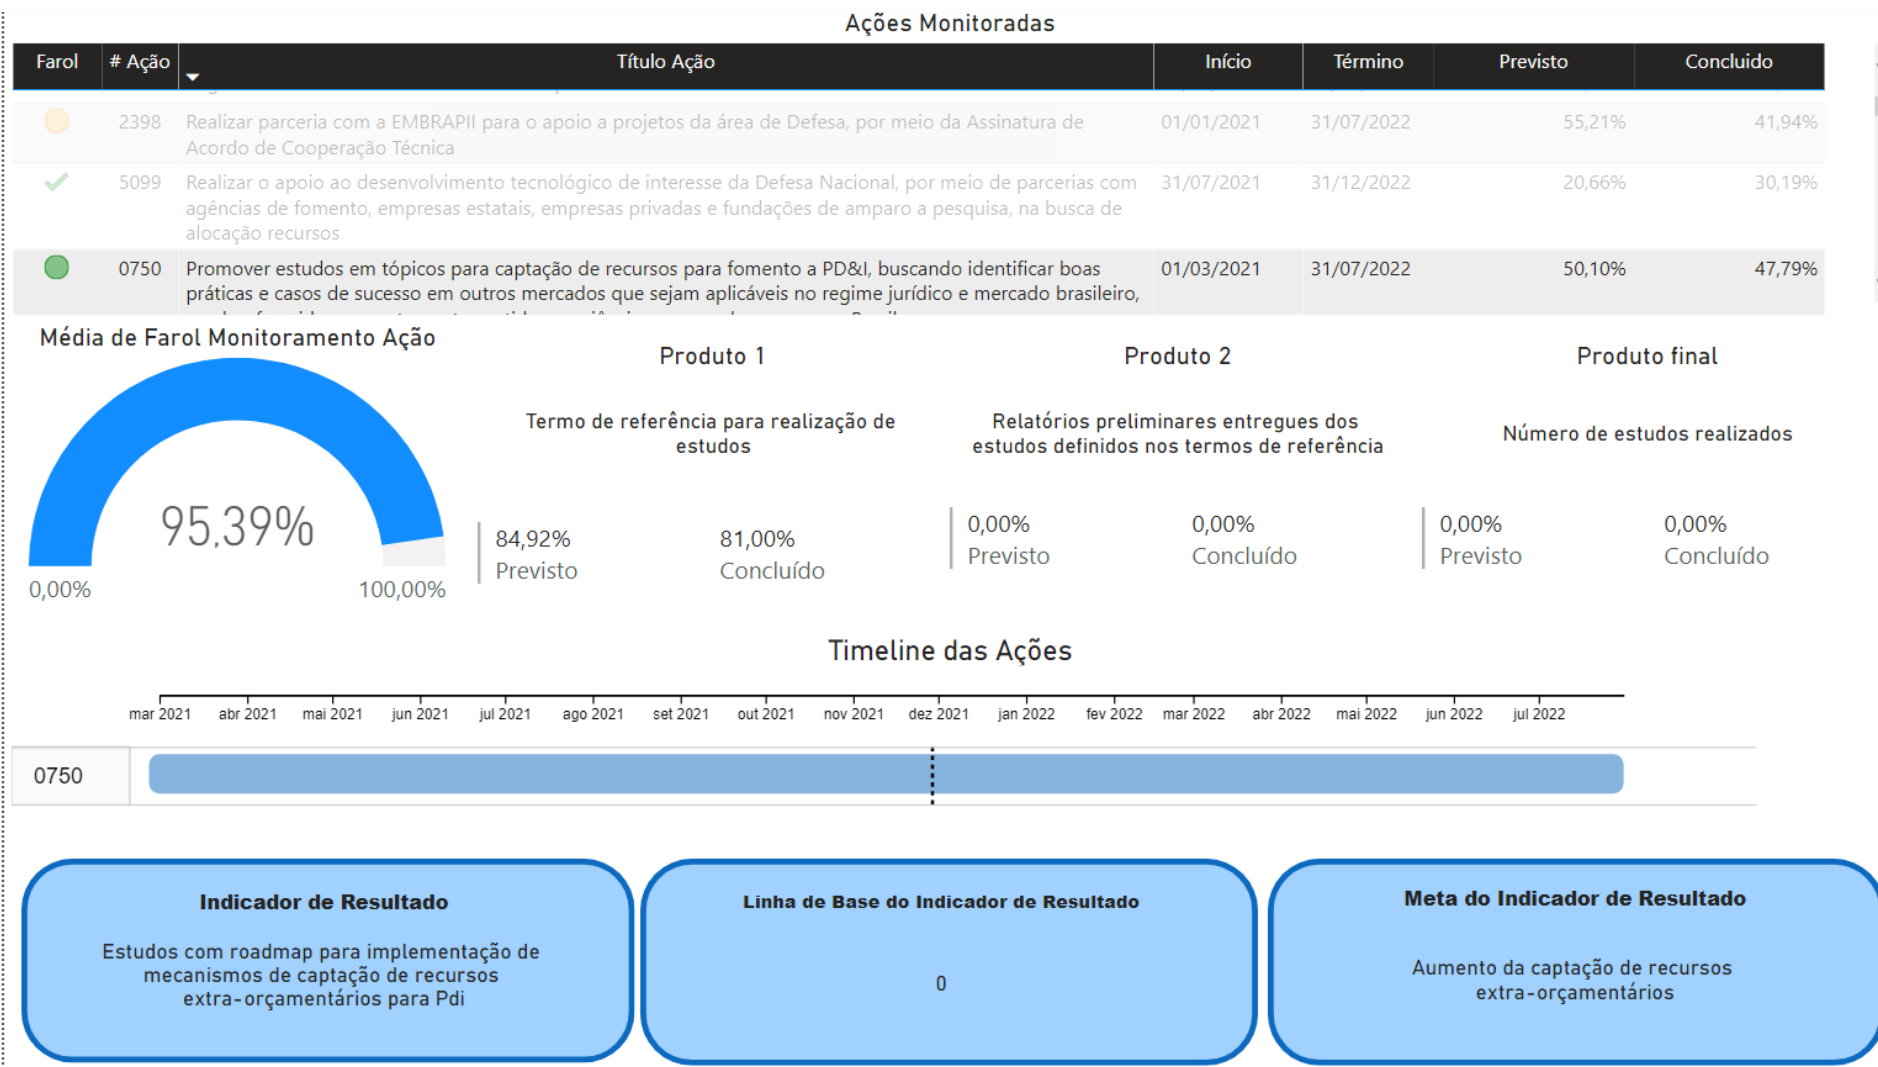 Ações Monitoradas
Farol # Ação Título Ação Início Término Previsto Concluido
2398 Realizar parceria com a EMBRAPII para o apoio a projetos da área de Defesa, por meio da Assinatura de 01/01/2021 31/07/2022 55,21% 41,94%
Acordo de Cooperação Técnica
5099 Realizar o apoio ao desenvolvimento tecnológico de interesse da Defesa Nacional, por meio de parcerias com 31/07/2021 31/12/2022 20,66% 30,19%
agências de fomento, empresas estatais, empresas privadas e fundações de amparo a pesquisa, na busca de
alocação recursos
0750 Promover estudos em tópicos para captação de recursos para fomento a PD&I, buscando identificar boas 01/03/2021 31/07/2022 50,10% 47,79%
práticas e casos de sucesso em outros mercados que sejam aplicáveis no regime jurídico e mercado brasileiro,
Média de Farol Monitoramento Ação
95,39%
0,00% 100,00%
Produto 1
Termo de referência para realização de
estudos
84,92% 81,00%
Previsto Concluído
Produto 2
Relatórios preliminares entregues dos
estudos definidos nos termos de referência
0,00% 0,00%
Previsto Concluído
Produto final
Número de estudos realizados
0,00% 0,00%
Previsto Concluído
Timeline das Ações
mar 2021 abr 2021 mai 2021 jun 2021 jul 2021 ago 2021 set 2021 out 2021 nov 2021 dez 2021 jan 2022 fev 2022 mar 2022 abr 2022 mai 2022 jun 2022 jul 2022
0750
Indicador de Resultado
Estudos com roadmap para implementação de
mecanismos de captação de recursos
extra-orçamentários para Pdi
Linha de Base do Indicador de Resultado
0
Meta do Indicador de Resultado
Aumento da captação de recursos
extra-orçamentários